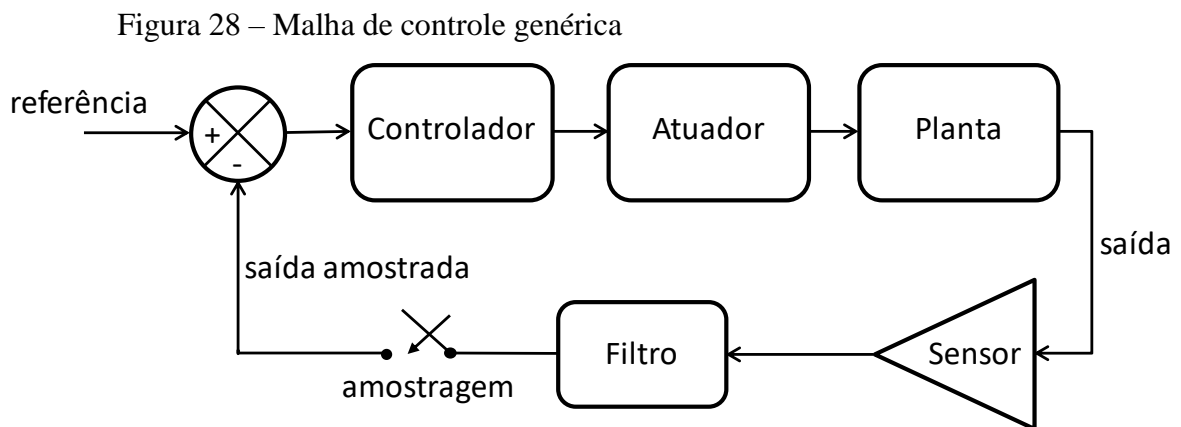 Figura 28 – Malha de controle genérica
referência
+
-
Controlador
Atuador
Planta
saída
saída amostrada
amostragem
Filtro
Sensor